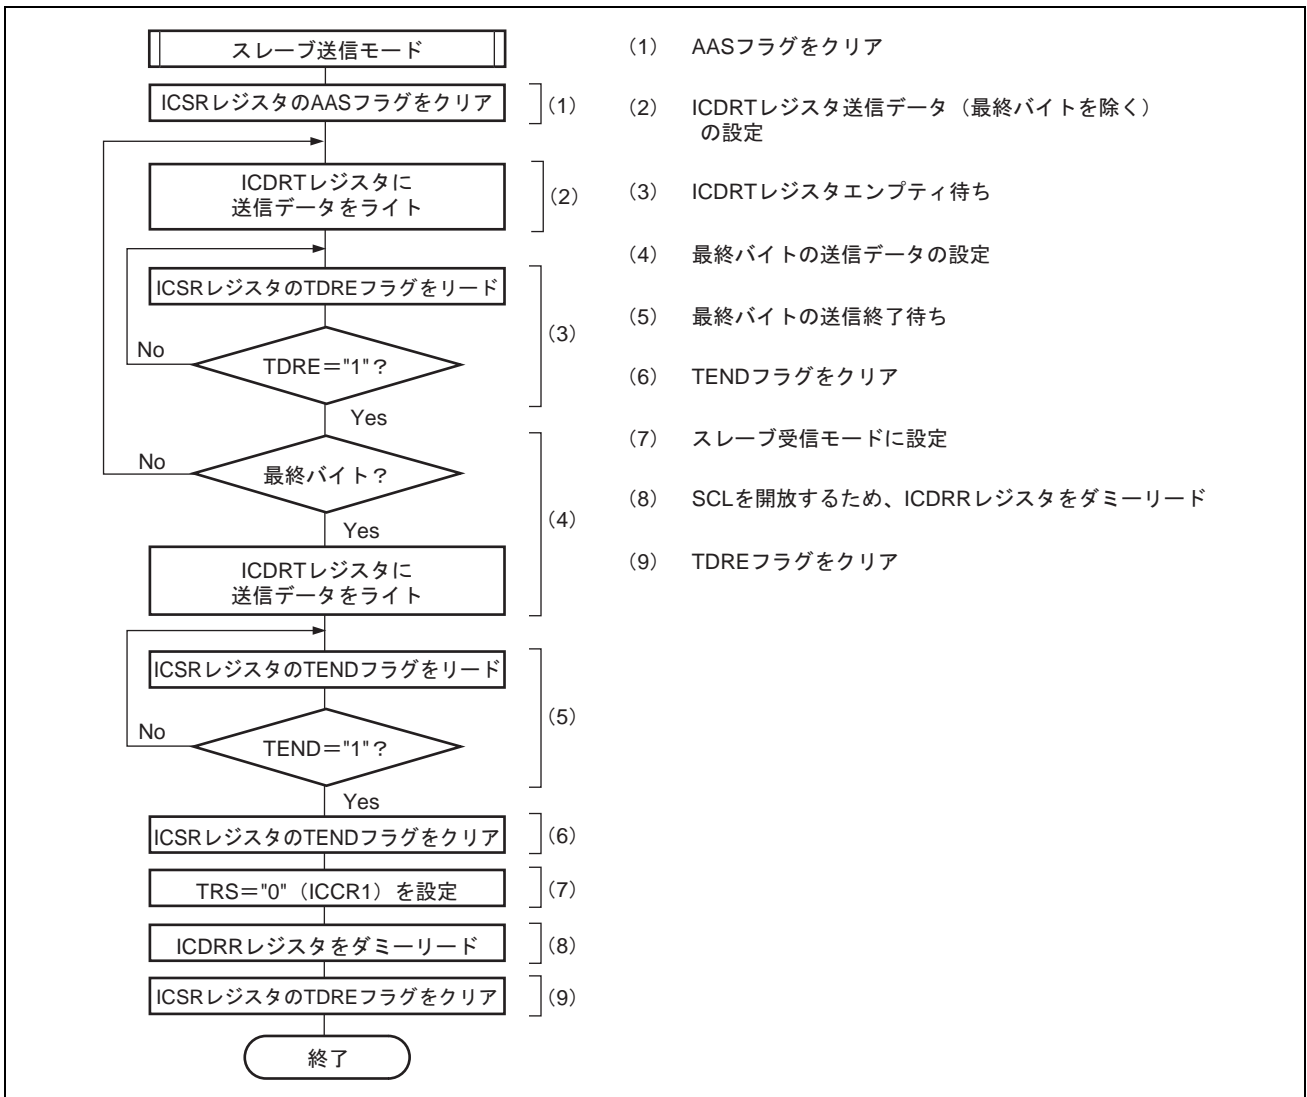 スレーブ送信モード
ICSRレジスタのAASフラグをクリア
(1)
ICDRTレジスタに
送信データをライト
(2)
ICSRレジスタのTDREフラグをリード
(3)
No
TDRE＝"1"？
Yes
No
最終バイト？
(4)
Yes
ICDRTレジスタに
送信データをライト
ICSRレジスタのTENDフラグをリード
(5)
No
TEND＝"1"？
Yes
ICSRレジスタのTENDフラグをクリア
(6)
TRS＝"0"（ICCR1）を設定
(7)
ICDRRレジスタをダミーリード
(8)
ICSRレジスタのTDREフラグをクリア
(9)
終了
(1) AASフラグをクリア
(2) ICDRTレジスタ送信データ（最終バイトを除く）
の設定
(3) ICDRTレジスタエンプティ待ち
(4) 最終バイトの送信データの設定
(5) 最終バイトの送信終了待ち
(6) TENDフラグをクリア
(7) スレーブ受信モードに設定
(8) SCLを開放するため、ICDRRレジスタをダミーリード
(9) TDREフラグをクリア